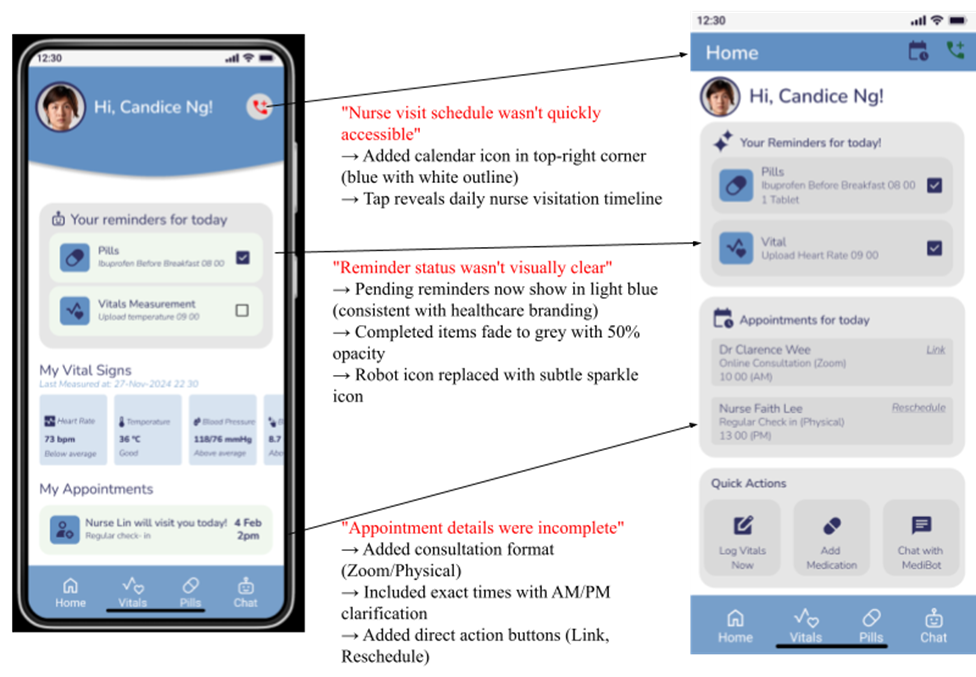 12:30
Hi, Candice Ng!
Your reminders for today
Pills
Ibuprofen Before Breakfast 08 00
Vitals Measurement
Upload temperature 09 00
My Vital Signs
Last Measured at: 27-Nov-2024 22 30
Heart Rate
73 bpm
Below average
Temperature
36 °C
Good
Blood Pressure
118/76 mmHg
Above average
8.7
My Appointments
Nurse Lin will visit you today!
Regular check- in
4 Feb
2pm
Home
Vitals
Pills
Chat
"Nurse visit schedule wasn't quickly
accessible"
→ Added calendar icon in top-right corner
(blue with white outline)
→ Tap reveals daily nurse visitation timeline
"Reminder status wasn't visually clear"
→ Pending reminders now show in light blue
(consistent with healthcare branding)
→ Completed items fade to grey with 50%
opacity
→ Robot icon replaced with subtle sparkle
icon
"Appointment details were incomplete"
→ Added consultation format
(Zoom/Physical)
→ Included exact times with AM/PM
clarification
→ Added direct action buttons (Link,
Reschedule)
12:30
Home
Hi, Candice Ng!
Your Reminders for today!
Pills
Ibuprofen Before Breakfast 08 00
1 Tablet
Vital
Upload Heart Rate 09 00
Appointments for today
Dr Clarence Wee
Link
Online Consultation (Zoom)
10 00 (AM)
Nurse Faith Lee
Reschedule
Regular Check in (Physical)
13 00 (PM)
Quick Actions
Log Vitals
Now
Add
Medication
Chat with
MediBot
Home
Vitals
Pills
Chat